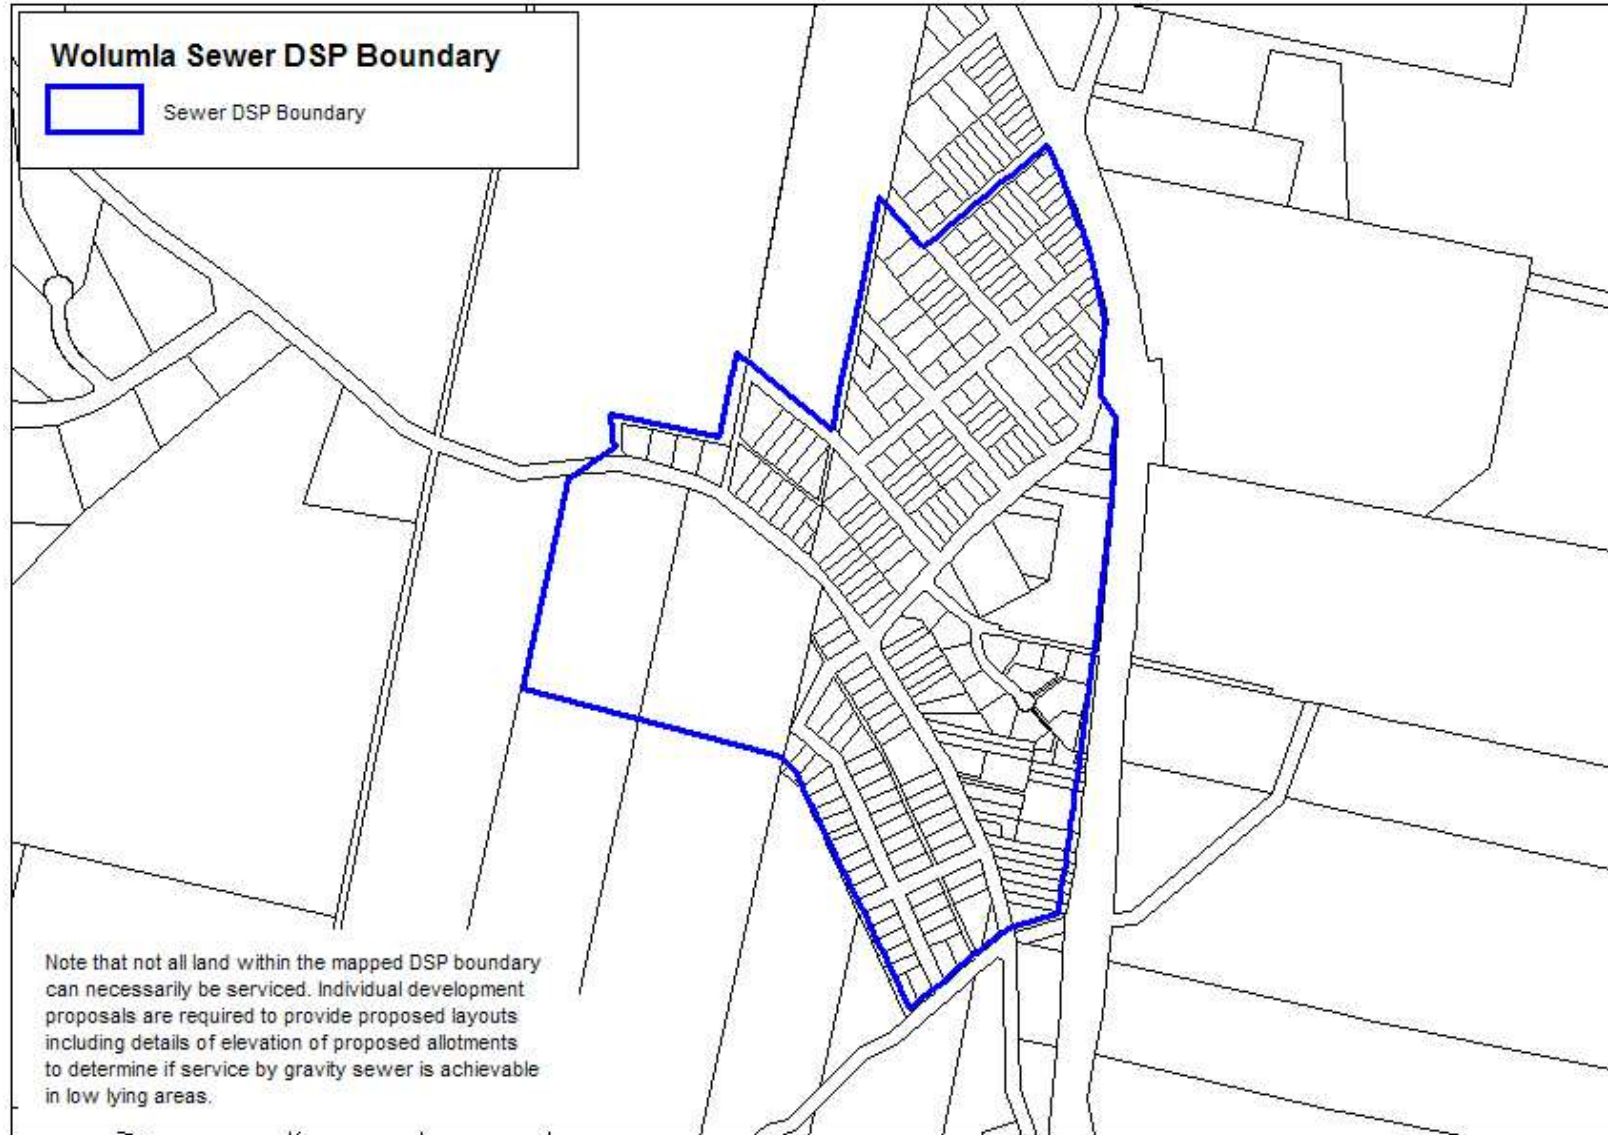 Wolumla Sewer DSP Boundary
Sewer DSP Boundary
Note that not all land within the mapped DSP boundary
can necessarily be serviced. Individual development
proposals are required to provide proposed layouts
including details of elevation of proposed allotments
to determine if service by gravity sewer is achievable
in low lying areas.